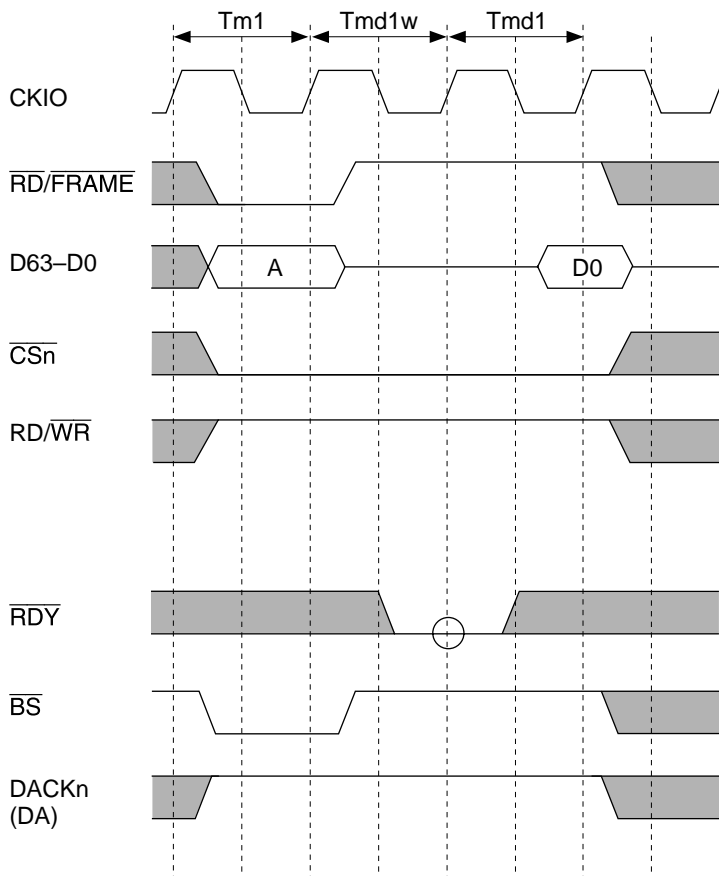 Tm1 Tmd1w Tmd1
CKIO
RD/FRAME
D63–D0 A D0
CSn
RD/WR
RDY
BS
DACKn
(DA)